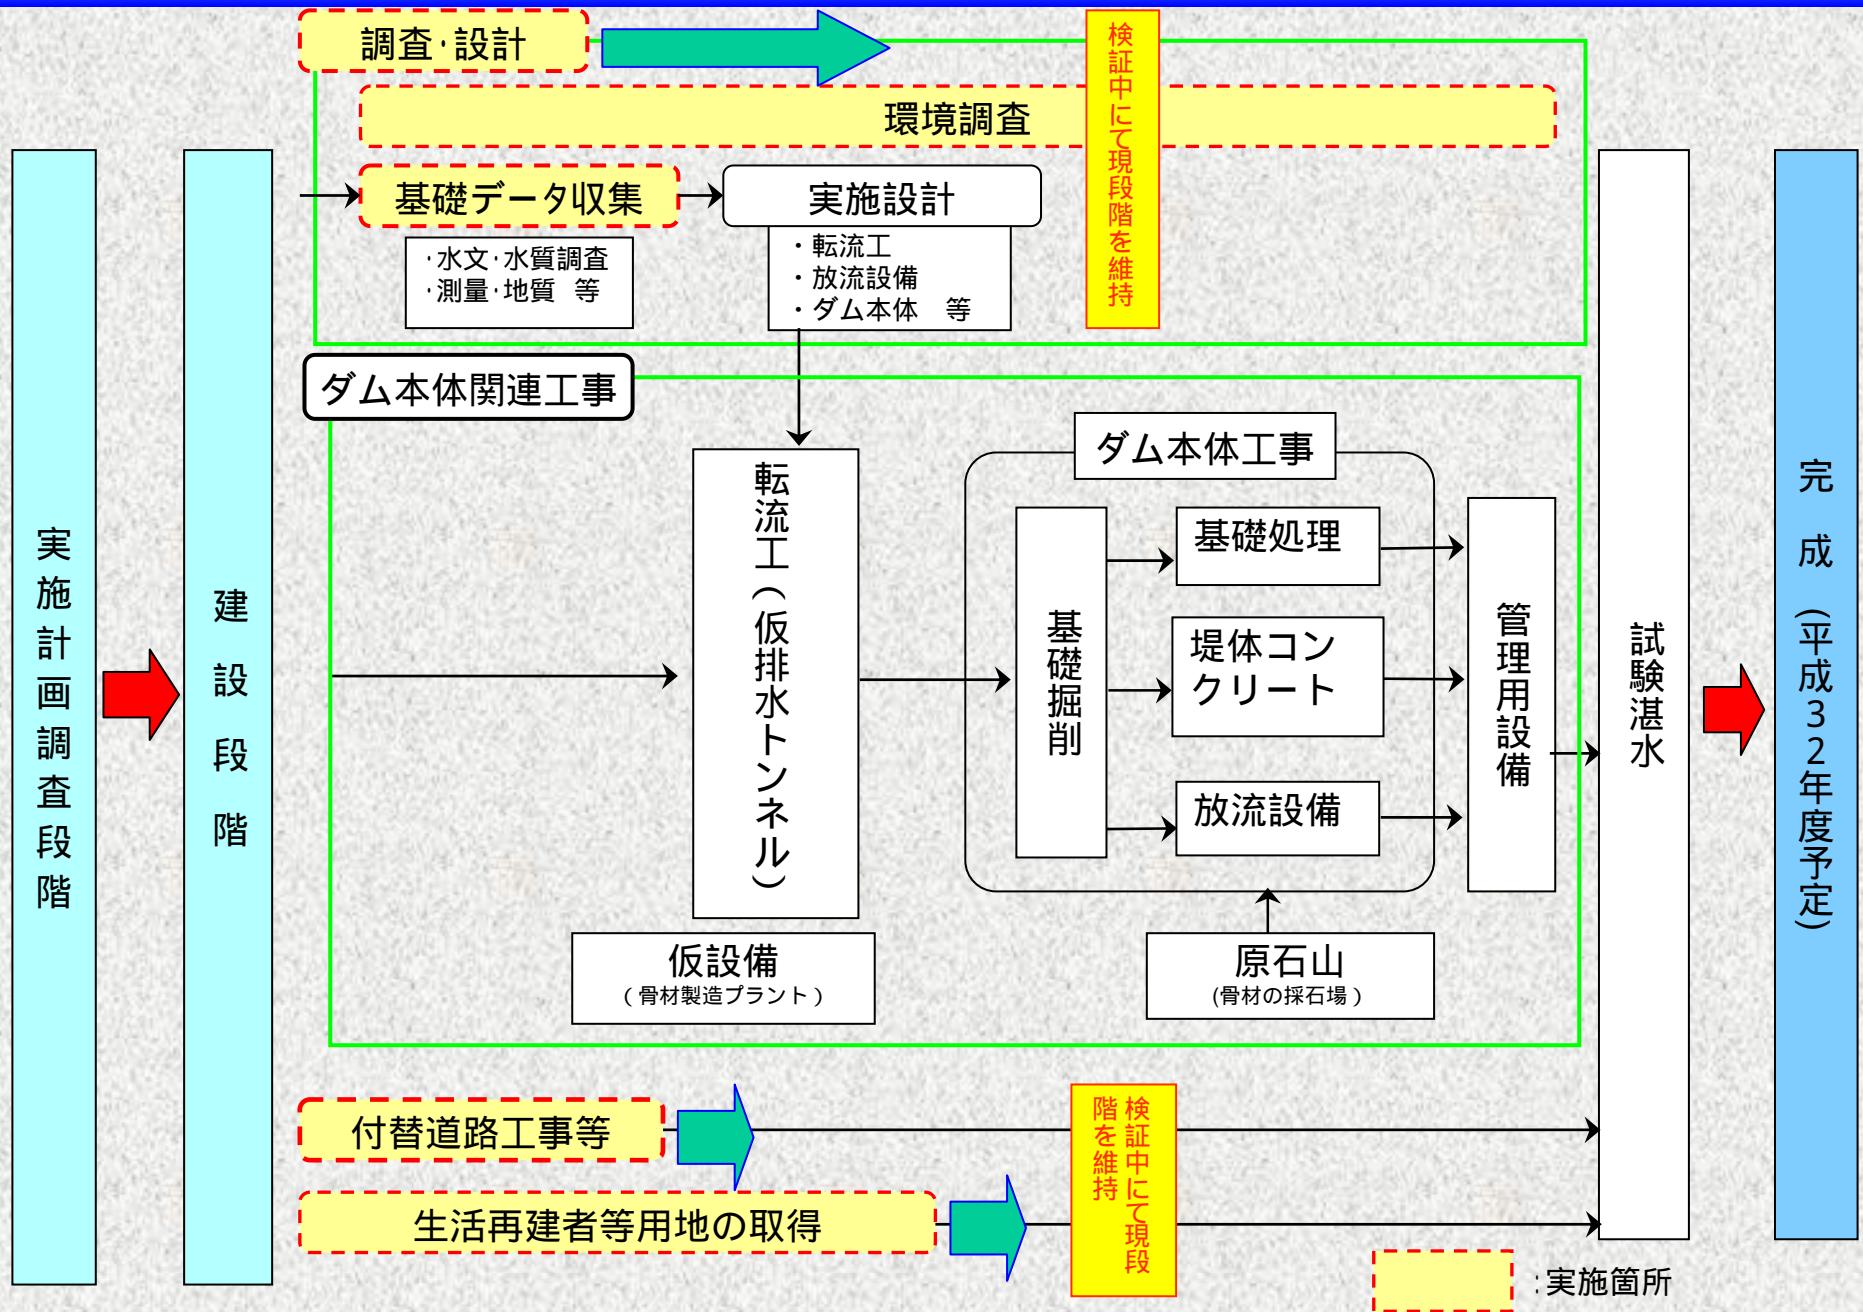 調査･設計
検証中にて現段階を維持
環境調査
基礎データ収集
実施設計
･水文･水質調査
･測量･地質　等
・転流工
・放流設備
・ダム本体　等
ダム本体関連工事
実施計画調査段階
建設段階
転流工（仮排水トンネル）
ダム本体工事
基礎掘削
基礎処理
堤体コン
クリート
放流設備
管理用設備
試験湛水
完　成　(平成32年度予定)
仮設備
（骨材製造プラント）
原石山
(骨材の採石場）
付替道路工事等
生活再建者等用地の取得
検証中にて現段
階を維持
:実施箇所